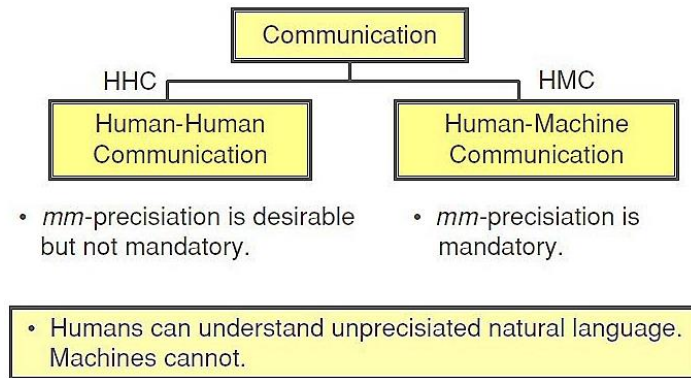 Communication
HHC
HMC
Human-Human
Communication
Human-Machine
Communication
• mm-precisiation is desirable
but not mandatory.
• mm-precisiation is
mandatory.
• Humans can understand unprecisiated natural language.
Machines cannot.